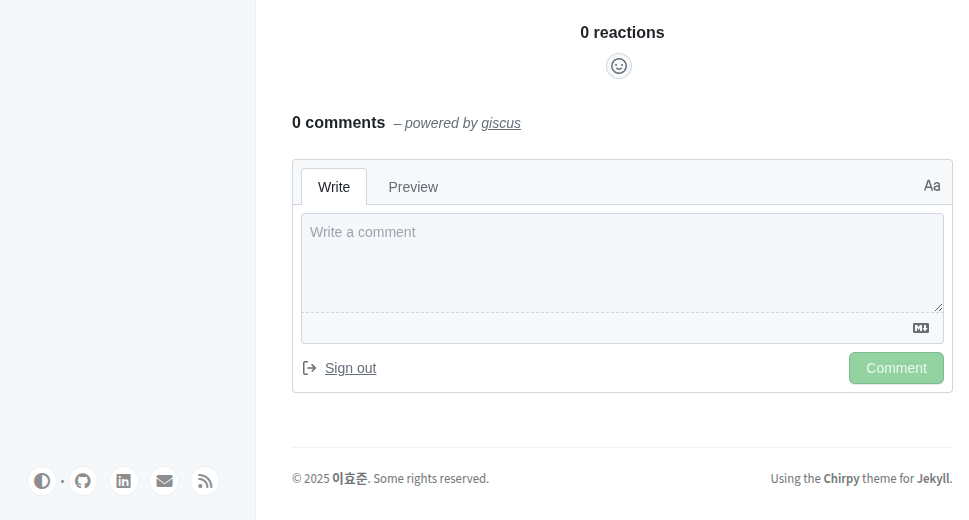 0 reactions
0 comments – powered by giscus
Write Preview Aa
Write a comment
Sign out Comment
© 2025 이효준. Some rights reserved. Using the Chirpy theme for Jekyll.